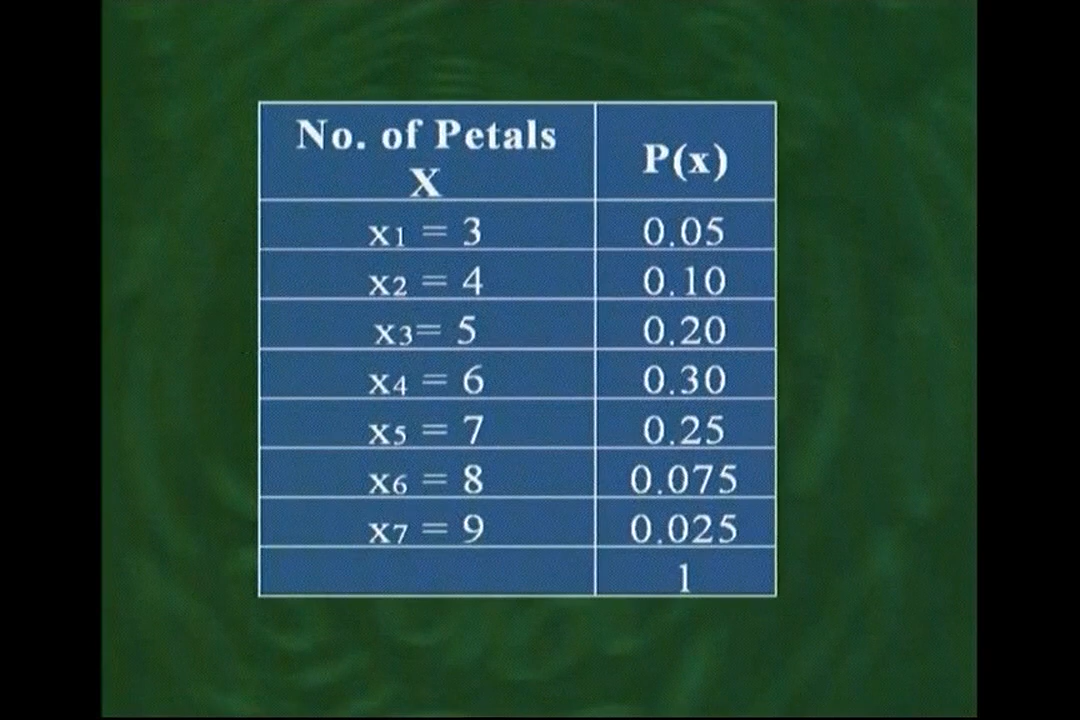 No. of Petals
X
P(x)
x1 = 3 0.05
x2 = 4 0.10
x3= 5 0.20
x4 = 6 0.30
x5 = 7 0.25
x6 = 8 0.075
x7 = 9 0.025
1